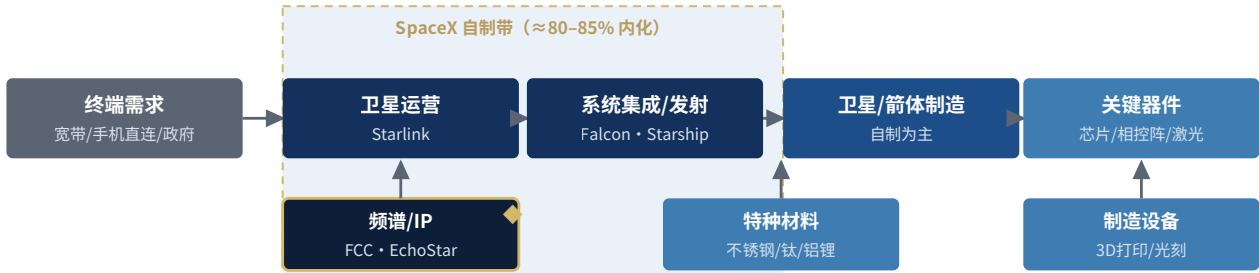 SpaceX 自制带（≈80–85% 内化）
终端需求
宽带/手机直连/政府
卫星运营
Starlink
系统集成/发射
Falcon・Starship
卫星/箭体制造
自制为主
关键器件
芯片/相控阵/激光
频谱/IP
FCC・EchoStar
特种材料
不锈钢/钛/铝锂
制造设备
3D打印/光刻